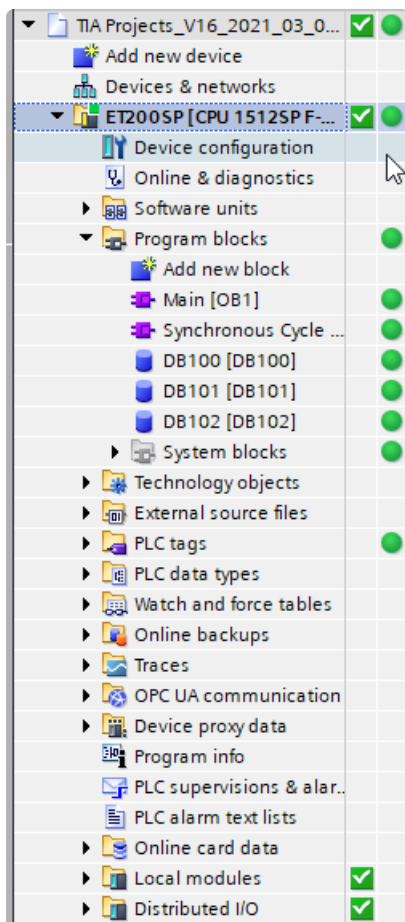 TIA Projects_V16_2021_03_0...
Add new device
Devices & networks
ET200SP [CPU 1512SP F-...
Device configuration
Online & diagnostics
Software units
Program blocks
Add new block
Main [OB1]
Synchronous Cycle ...
DB100 [DB100]
DB101 [DB101]
DB102 [DB102]
System blocks
Technology objects
External source files
PLC tags
PLC data types
Watch and force tables
Online backups
Traces
OPC UA communication
Device proxy data
Program info
PLC supervisions & alar..
PLC alarm text lists
Online card data
Local modules
Distributed I/O